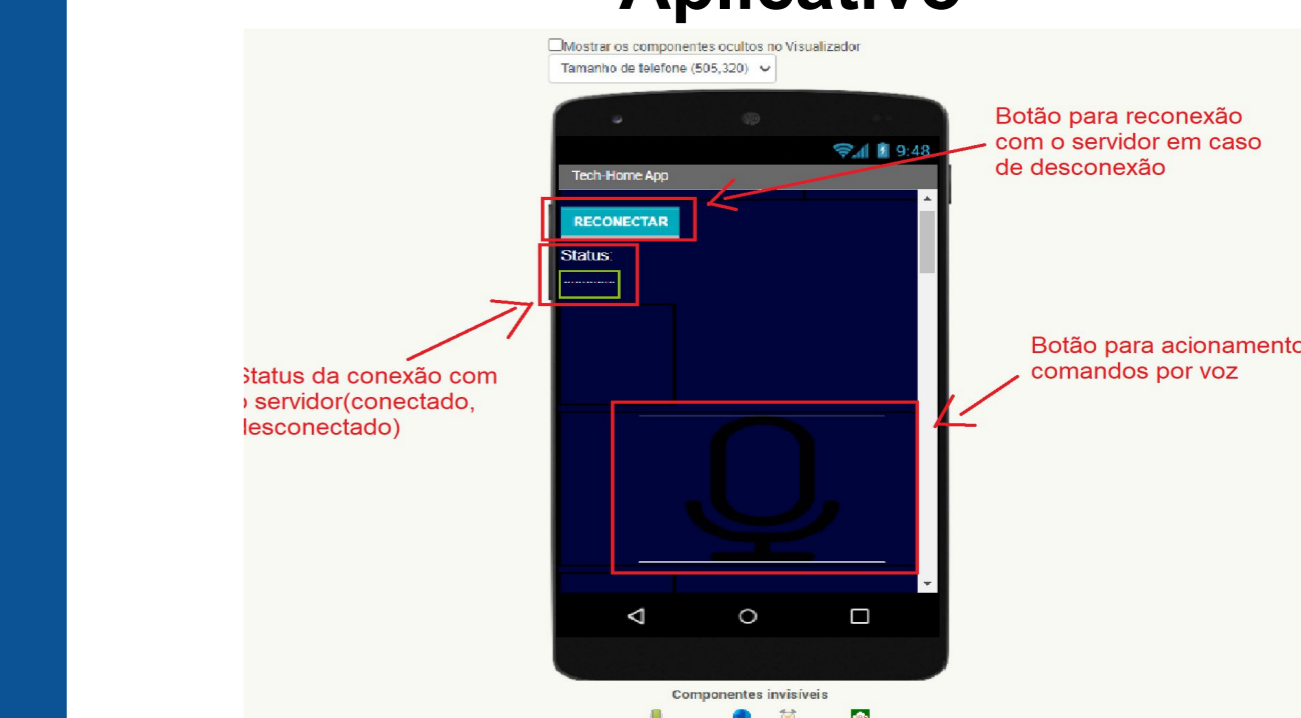 Aplicativo
Mostrar os componentes ocultos no Visualizador
Tamanho de telefone (505,320)
Botão para reconexão
com o servidor em caso
de desconexão
9:48
Tech-Home App
RECONECTAR
Status:
----------
Botão para acionamento
comandos por voz
Status da conexão com
o servidor(conectado,
desconectado)
Componentes invisíveis